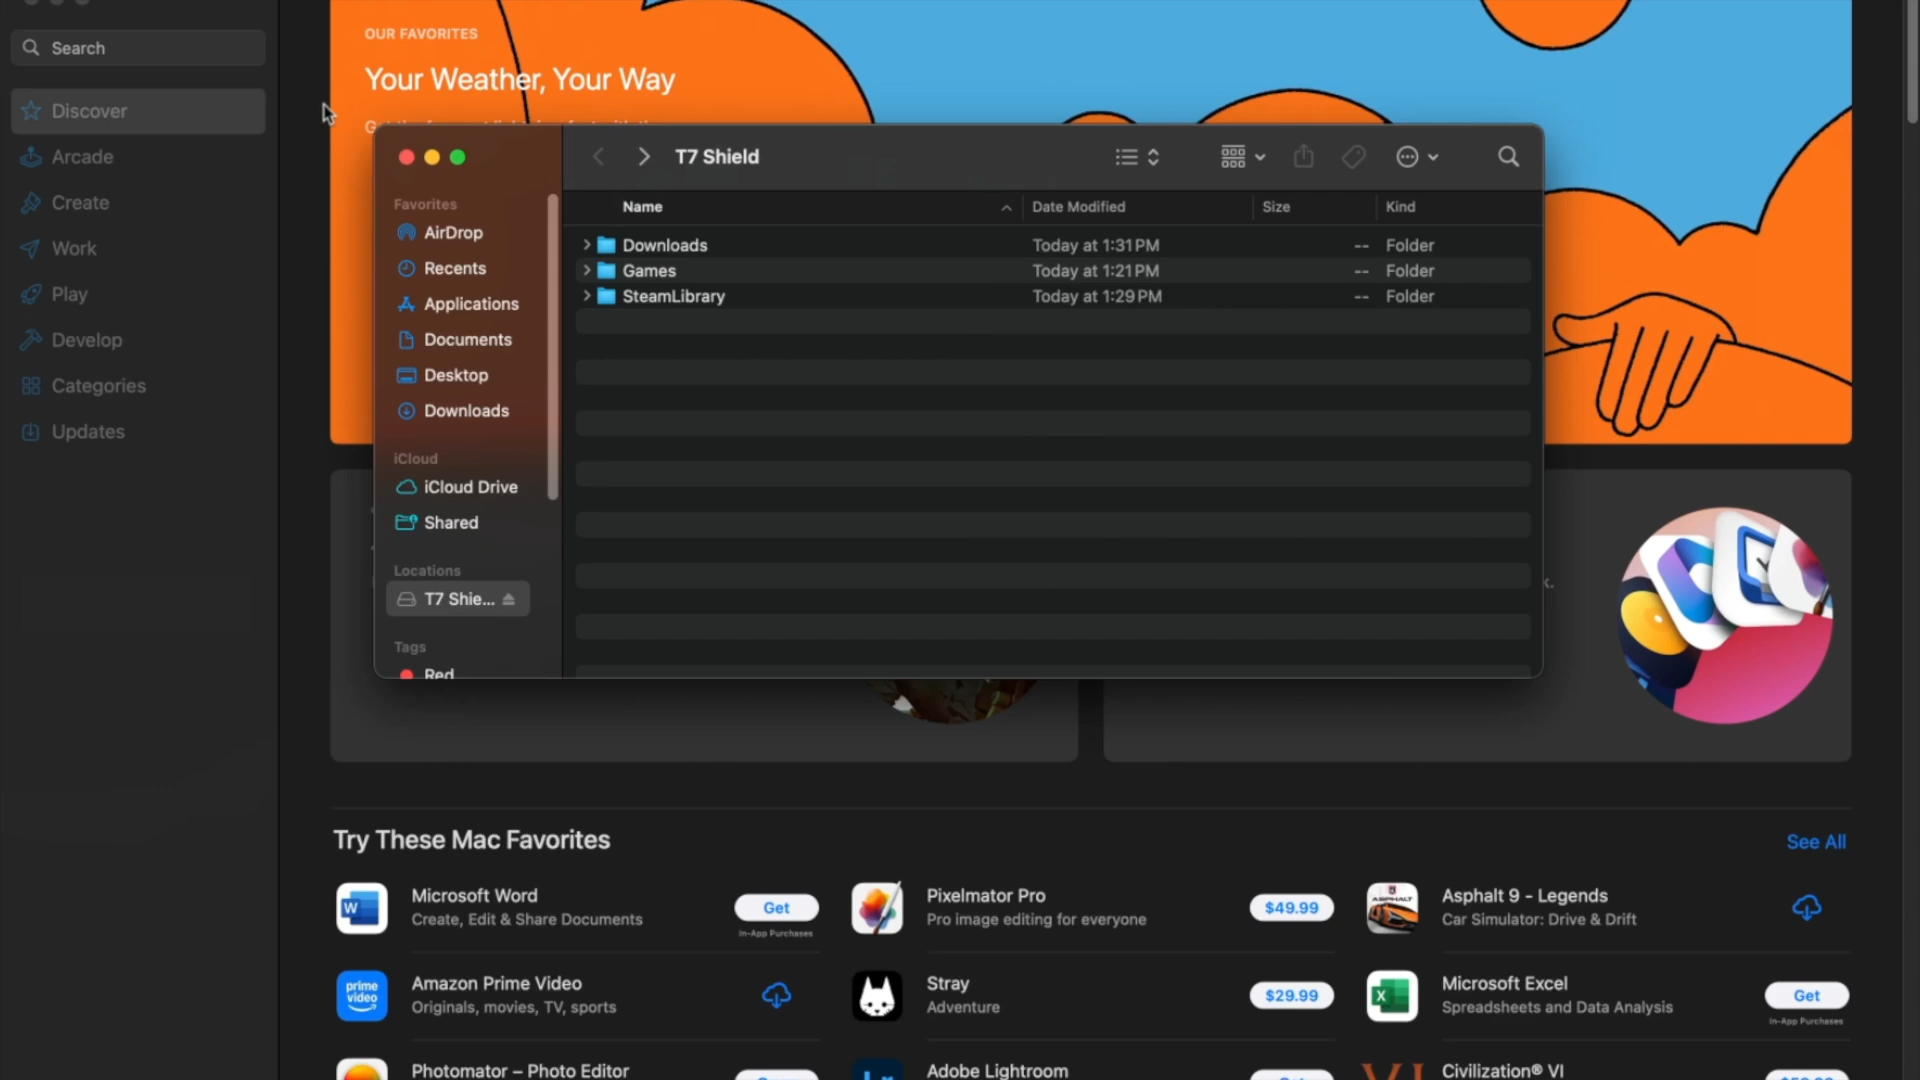 Search
Discover
Arcade
Create
Work
Play
Develop
Categories
Updates
OUR FAVORITES
Your Weather, Your Way
T7 Shield
Favorites
AirDrop
Recents
Applications
Documents
Desktop
Downloads
iCloud
iCloud Drive
Shared
Locations
T7 Shie...
Tags
Red
Name Date Modified Size Kind
Downloads Today at 1:31 PM -- Folder
Games Today at 1:21 PM -- Folder
SteamLibrary Today at 1:29 PM -- Folder
Try These Mac Favorites
See All
Microsoft Word
Create, Edit & Share Documents
Get
In-App Purchases
Pixelmator Pro
Pro image editing for everyone
$49.99
ASPHALT
Asphalt 9 - Legends
Car Simulator: Drive & Drift
prime
video
Amazon Prime Video
Originals, movies, TV, sports
Stray
Adventure
$29.99
Microsoft Excel
Spreadsheets and Data Analysis
Get
In-App Purchases
Photomator – Photo Editor
Adobe Lightroom
VI
Civilization® VI